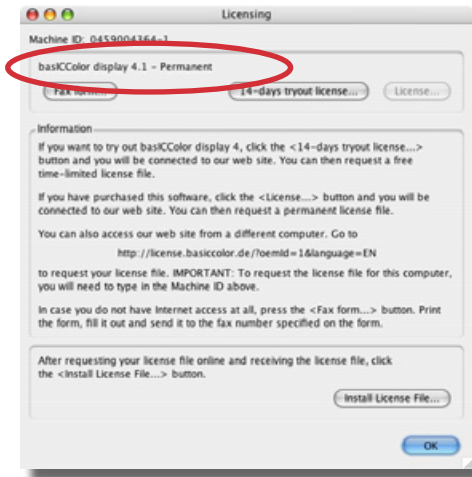 Licensing
Machine ID: 0459004364-1
basICColor display 4.1 - Permanent
Fax form... 14-days tryout license... License...
Information
If you want to try out basICColor display 4, click the <14-days tryout license...>
button and you will be connected to our web site. You can then request a free
time-limited license file.
If you have purchased this software, click the <License...> button and you will be
connected to our web site. You can then request a permanent license file.
You can also access our web site from a different computer. Go to
http://license.basiccolor.de/?oemId=1&language=EN
to request your license file. IMPORTANT: To request the license file for this computer,
you will need to type in the Machine ID above.
In case you do not have Internet access at all, press the <Fax form...> button. Print
the form, fill it out and send it to the fax number specified on the form.
After requesting your license file online and receiving the license file, click
the <Install License File...> button.
Install License File...
OK